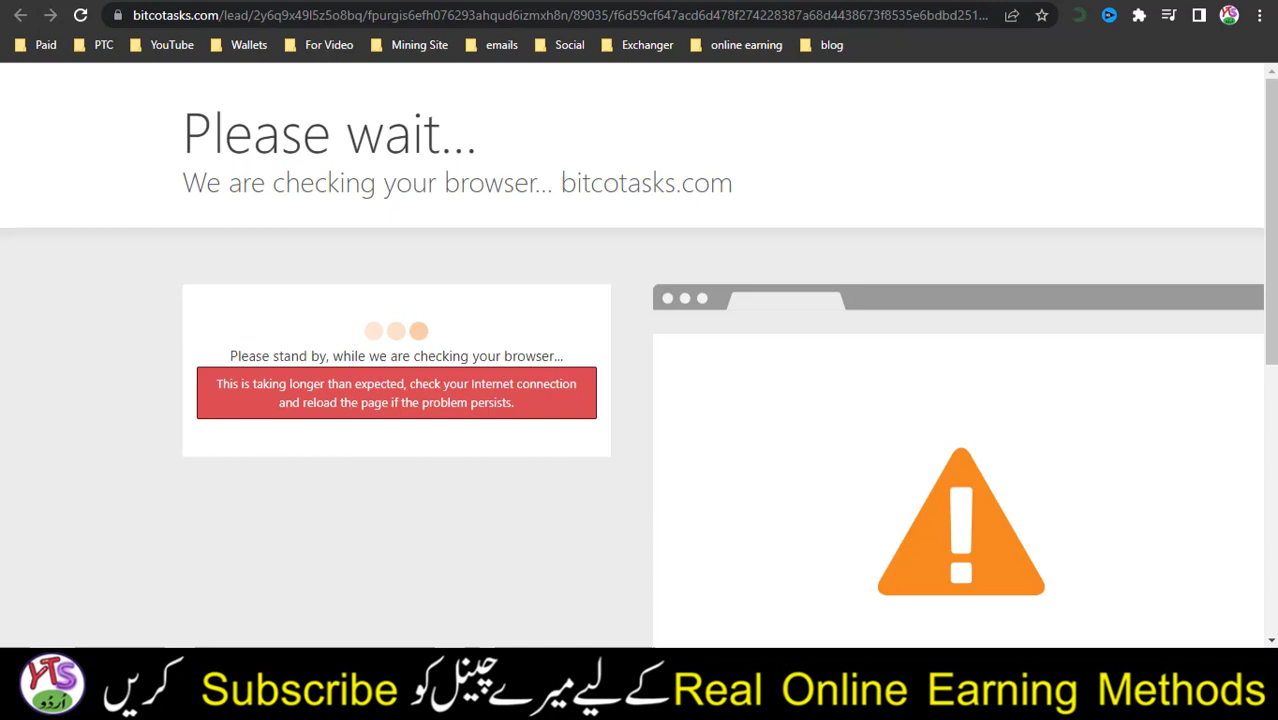 bitcotasks.com/lead/2y6q9x49l5z5o8bq/fpurgis6efh076293ahqud6izmxh8n/89035/f6d59cf647acd6d478f274228387a68d4438673f8535e6bdbd251...
Paid PTC YouTube Wallets For Video Mining Site emails Social Exchanger online earning blog
Please wait...
We are checking your browser... bitcotasks.com
Please stand by, while we are checking your browser...
This is taking longer than expected, check your Internet connection
and reload the page if the problem persists.
YTS
اردو
Real Online Earning Methods کے لیے میرے چینل کو Subscribe کریں